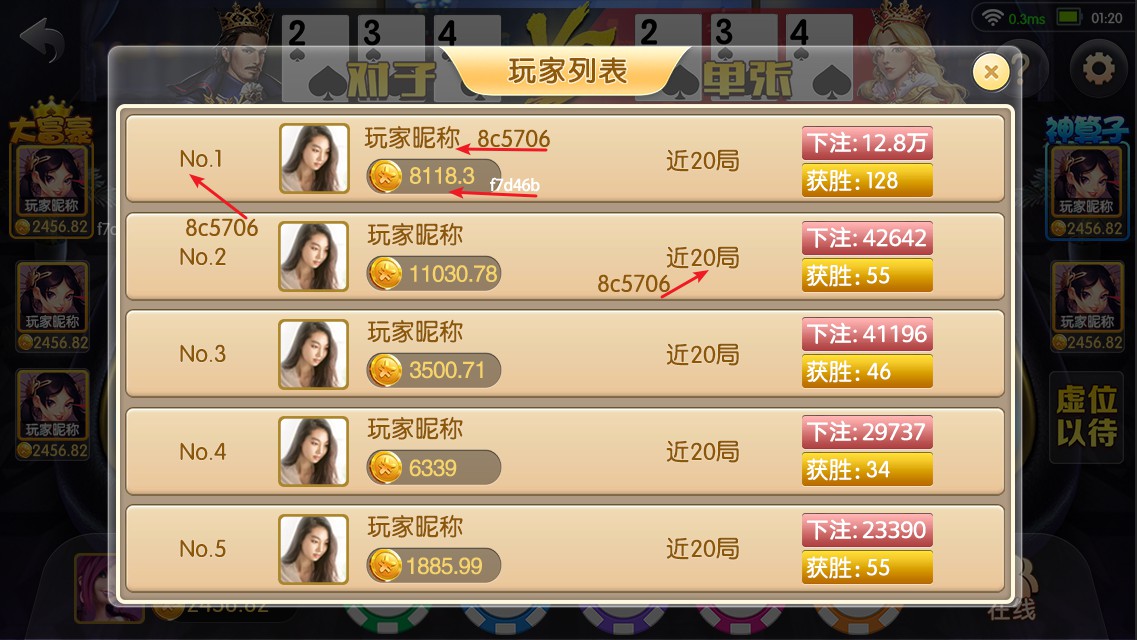 2 3 4
2 3 4
0.3ms
01:20
对子
VS
单张
玩家列表
?
大富豪
神算子
玩家昵称
2456.82
f7
玩家昵称
2456.82
玩家昵称
2456.82
玩家昵称
2456.82
玩家昵称
2456.82
虚位
以待
No.1
玩家昵称 8c5706
8118.3
f7d46b
近20局
下注: 12.8万
获胜: 128
8c5706
No.2
玩家昵称
11030.78
近20局
8c5706
下注: 42642
获胜: 55
No.3
玩家昵称
3500.71
近20局
下注: 41196
获胜: 46
No.4
玩家昵称
6339
近20局
下注: 29737
获胜: 34
No.5
玩家昵称
1885.99
近20局
下注: 23390
获胜: 55
2456.82
在线